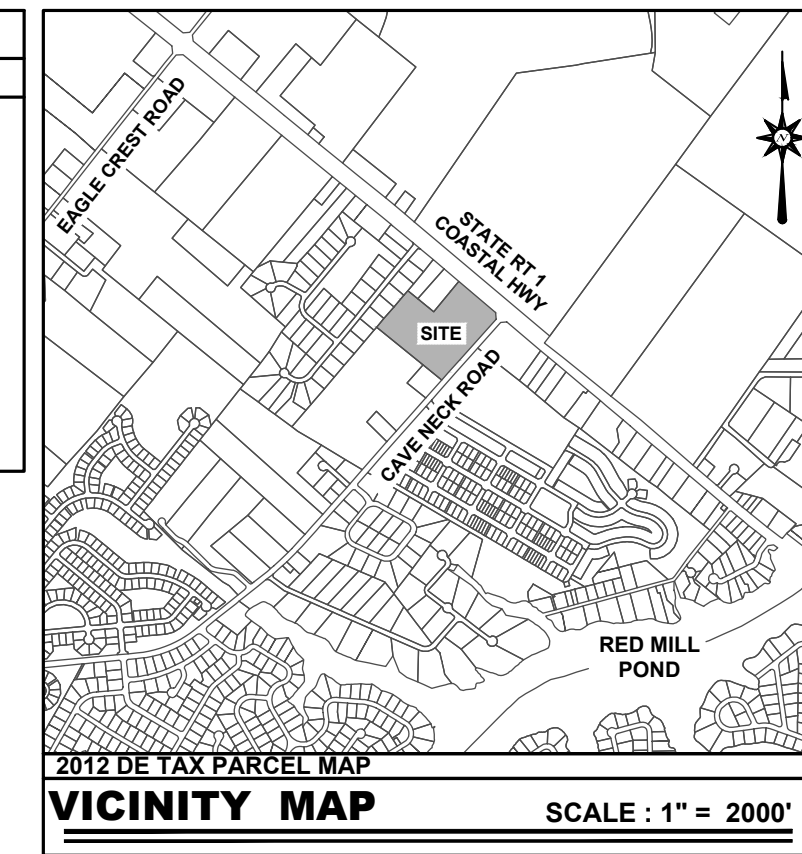 EAGLE CREST ROAD
STATE RT 1
COASTAL HWY
N
SITE
CAVE NECK ROAD
RED MILL
POND
2012 DE TAX PARCEL MAP
VICINITY MAP
SCALE : 1" = 2000'